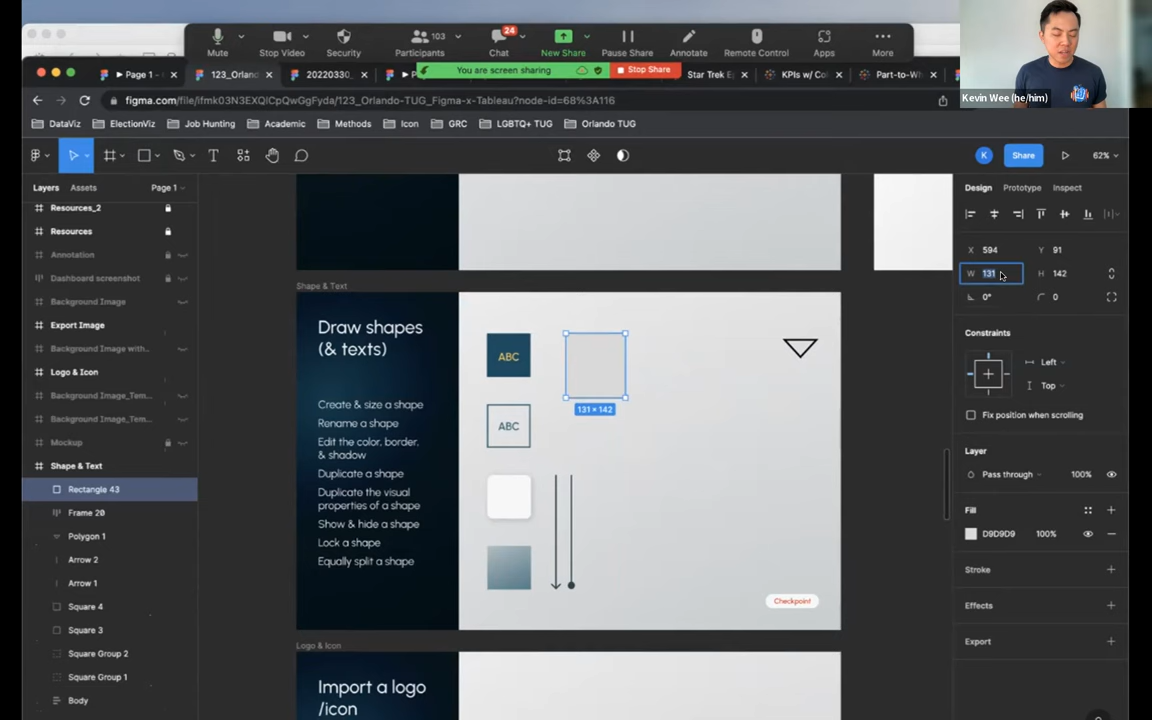 24
103
Mute
Stop Video
Security
Participants
Chat
New Share
Pause Share
Annotate
Remote Control
Apps
More
Kevin Wee (he/him)
You are screen sharing
Stop Share
Page 1 -
123_Orland
20220330_
Star Trek Ep
KPIs w/ Col
Part-to-Wh
figma.com/file/ifmk03N3EXQlCpQwGgFyda/123_Orlando-TUG_Figma-x-Tableau?node-id=68%3A116
DataViz
ElectionViz
Job Hunting
Academic
Methods
Icon
GRC
LGBTQ+ TUG
Orlando TUG
K
Share
62%
Layers
Assets
Page 1
Resources_2
Resources
Annotation
Dashboard screenshot
Background Image
Export Image
Background Image with...
Logo & Icon
Background Image_Tem...
Background Image_Tem...
Mockup
Shape & Text
Rectangle 43
Frame 20
Polygon 1
Arrow 2
Arrow 1
Square 4
Square 3
Square Group 2
Square Group 1
Body
Shape & Text
Draw shapes
(& texts)
Create & size a shape
Rename a shape
Edit the color, border,
& shadow
Duplicate a shape
Duplicate the visual
properties of a shape
Show & hide a shape
Lock a shape
Equally split a shape
ABC
ABC
131 × 142
Checkpoint
Logo & Icon
Import a logo
/icon
Design
Prototype
Inspect
X 594
Y 91
W 131
H 142
0°
0
Constraints
Left
Top
Fix position when scrolling
Layer
Pass through
100%
Fill
D9D9D9
100%
Stroke
Effects
Export